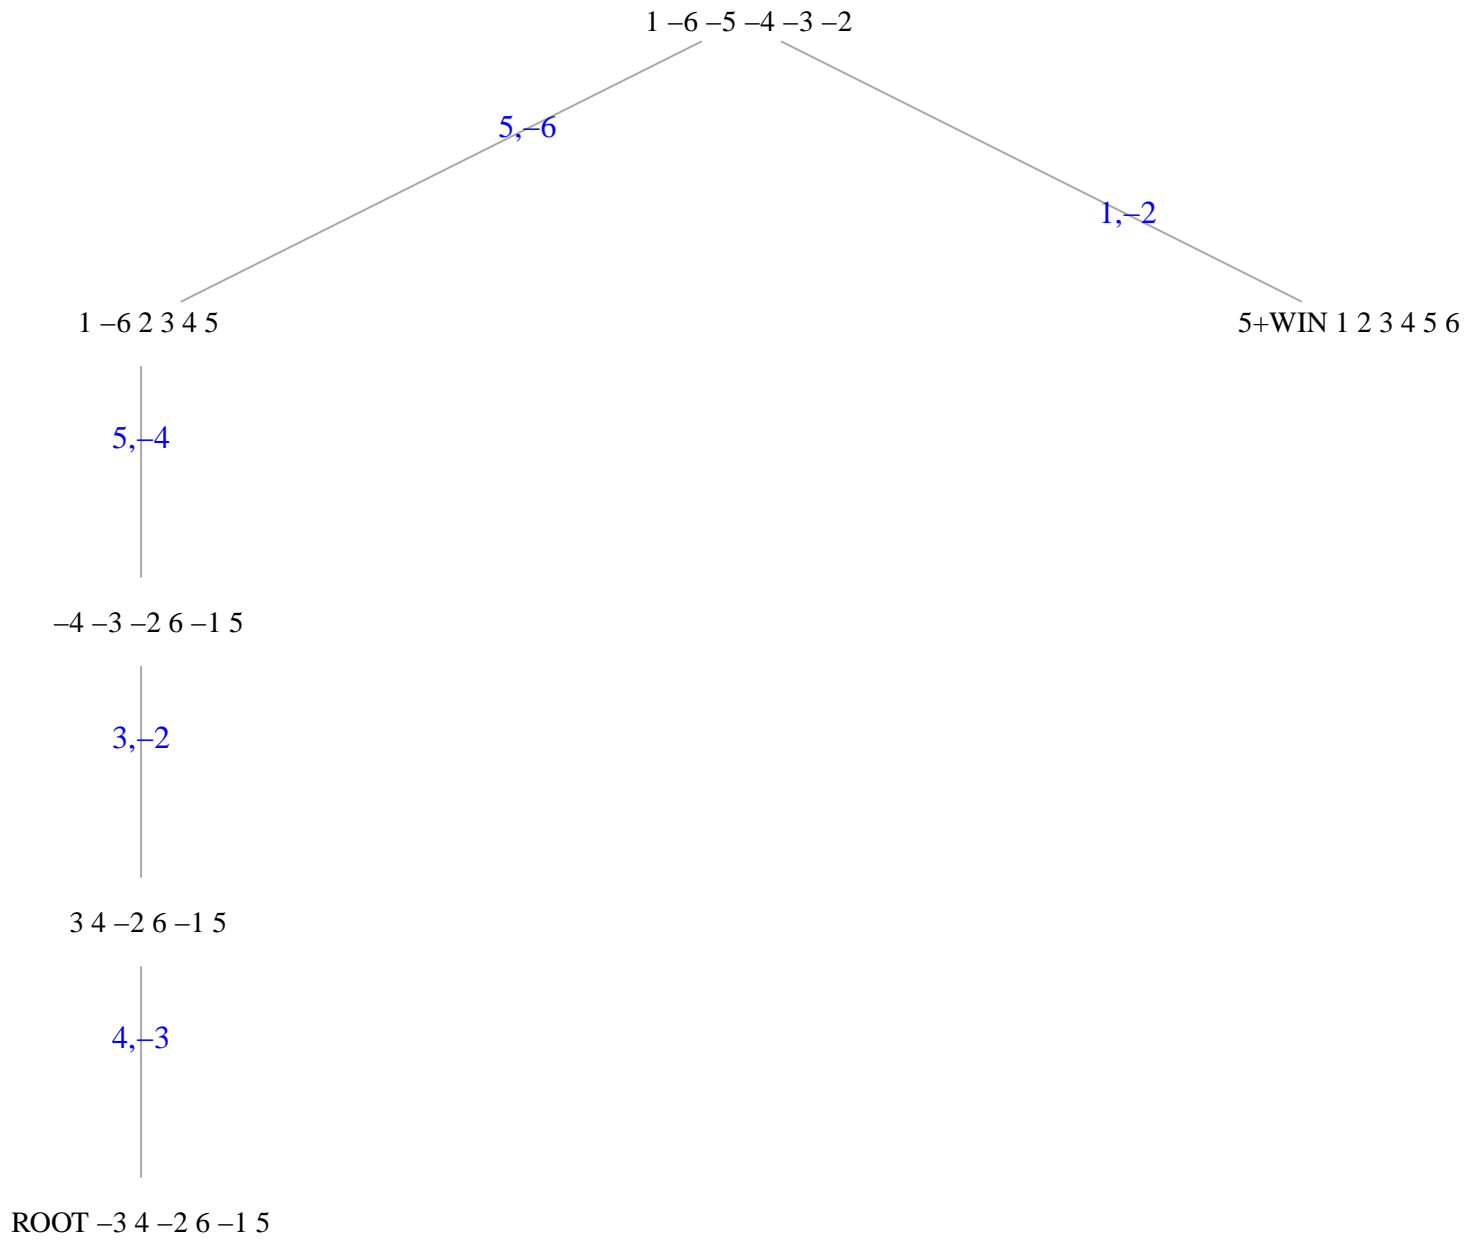 1 –6 –5 –4 –3 –2
5,–6
1,–2
1 –6 2 3 4 5
5+WIN 1 2 3 4 5 6
5,–4
–4 –3 –2 6 –1 5
3,–2
3 4 –2 6 –1 5
4,–3
ROOT –3 4 –2 6 –1 5